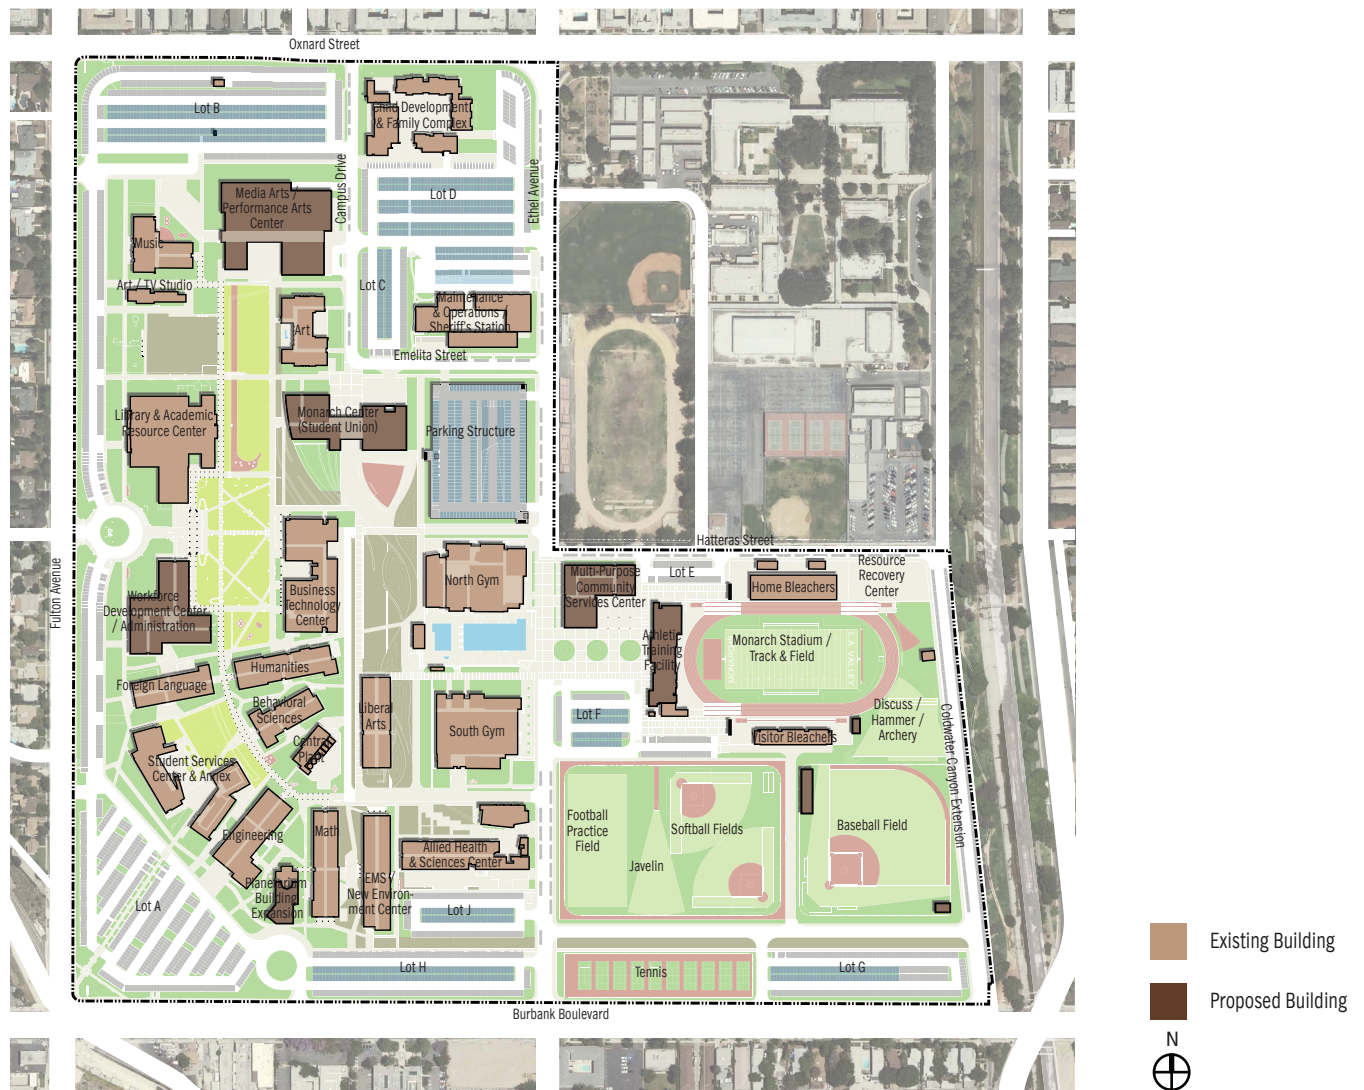 Oxnard Street
Lot B
Child Development
& Family Complex
Campus Drive
Ethel Avenue
Lot D
Media Arts /
Performance Arts
Center
Music
Art / TV Studio
Lot C
Maintenance
& Operations /
Sheriff's Station
Art
Emelita Street
Library & Academic
Resource Center
Monarch Center
(Student Union)
Parking Structure
Hatteras Street
Fulton Avenue
Workforce
Development Center
/ Administration
Business
Technology
Center
North Gym
Multi-Purpose
Community
Services Center
Lot E
Home Bleachers
Resource
Recovery
Center
Athletic
Training
Facility
Monarch Stadium /
Track & Field
MONAR
L.A. VALLEY
Humanities
Foreign Language
Behavioral
Sciences
Liberal
Arts
South Gym
Lot F
Visitor Bleachers
Discuss /
Hammer /
Archery
Coldwater Canyon Extension
Central
Plant
Student Services
Center & Annex
Engineering
Math
Allied Health
& Sciences Center
Football
Practice
Field
Softball Fields
Javelin
Baseball Field
Planetarium
Building
Expansion
EMS /
New Environ-
ment Center
Lot A
Lot J
Lot H
Tennis
Lot G
Burbank Boulevard
Existing Building
Proposed Building
N